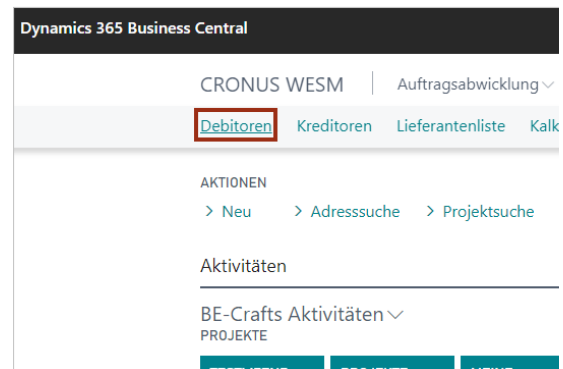 Dynamics 365 Business Central
CRONUS WESM Auftragsabwicklung
Debitoren Kreditoren Lieferantenliste Kalk
AKTIONEN
> Neu > Adresssuche > Projektsuche
Aktivitäten
BE-Crafts Aktivitäten
PROJEKTE